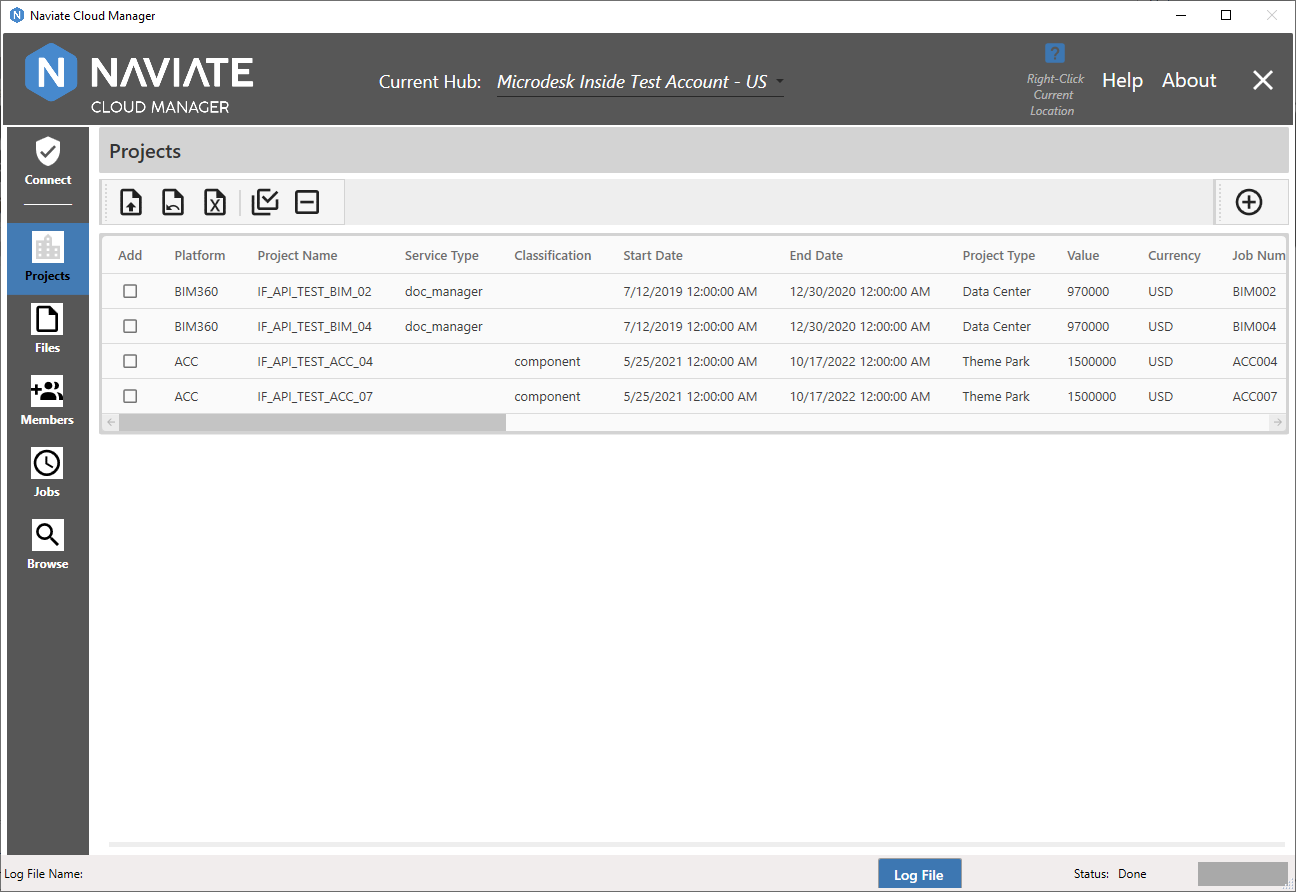 Naviate Cloud Manager
N NAVIATE
CLOUD MANAGER
Current Hub: Microdesk Inside Test Account - US
?
Right-Click
Current
Location
Help About
Connect
Projects
Files
Members
Jobs
Browse
Projects
Add Platform Project Name Service Type Classification Start Date End Date Project Type Value Currency Job Num
BIM360 IF_API_TEST_BIM_02 doc_manager 7/12/2019 12:00:00 AM 12/30/2020 12:00:00 AM Data Center 970000 USD BIM002
BIM360 IF_API_TEST_BIM_04 doc_manager 7/12/2019 12:00:00 AM 12/30/2020 12:00:00 AM Data Center 970000 USD BIM004
ACC IF_API_TEST_ACC_04 component 5/25/2021 12:00:00 AM 10/17/2022 12:00:00 AM Theme Park 1500000 USD ACC004
ACC IF_API_TEST_ACC_07 component 5/25/2021 12:00:00 AM 10/17/2022 12:00:00 AM Theme Park 1500000 USD ACC007
Log File Name: Log File Status: Done